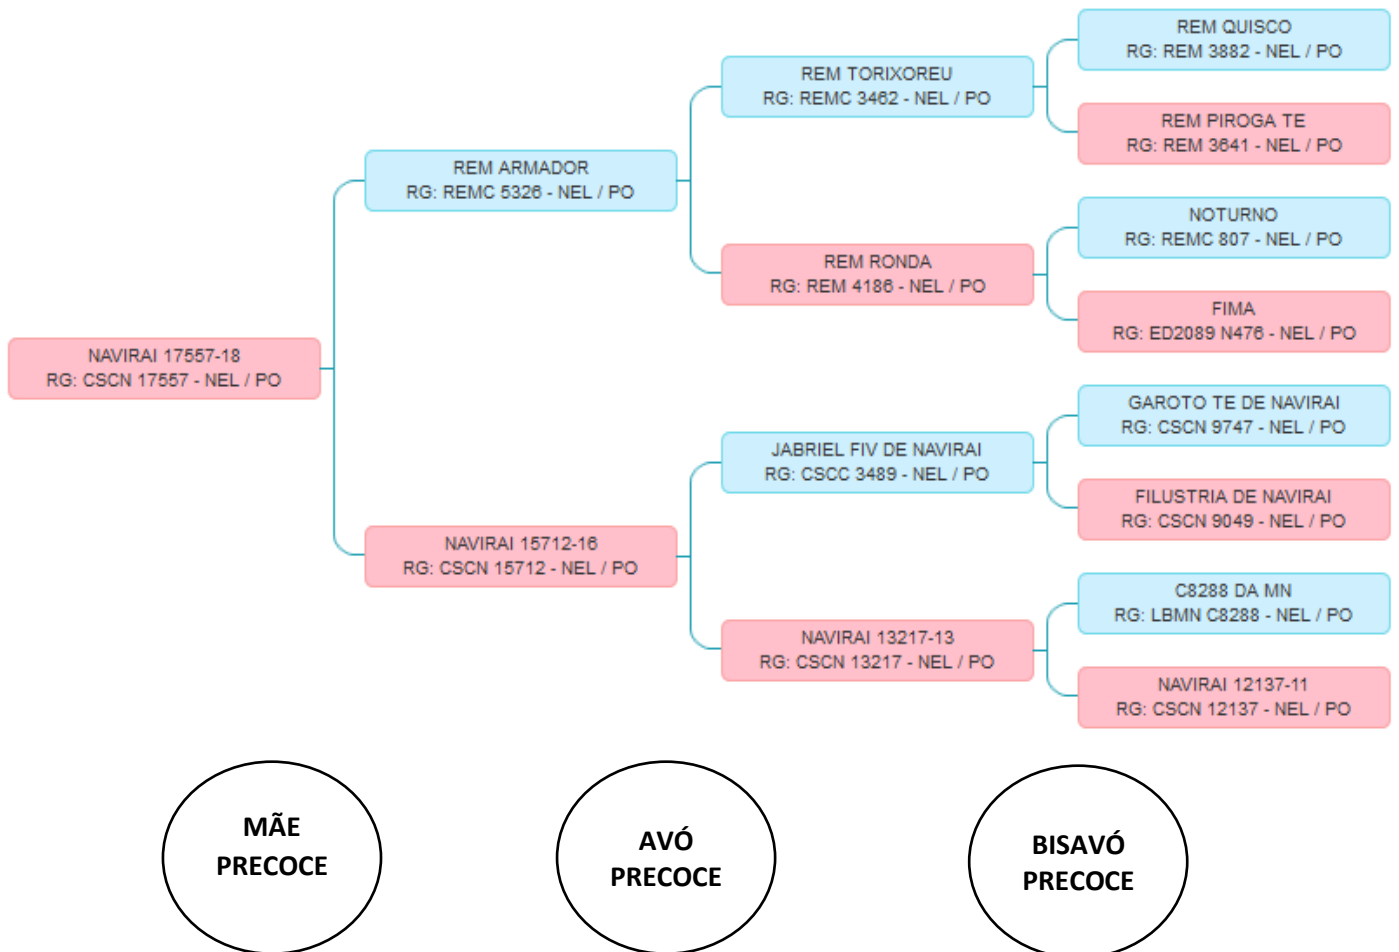 REM QUISCO
RG: REM 3882 - NEL / PO
REM TORIXOREU
RG: REMC 3462 - NEL / PO
REM PIROGA TE
RG: REM 3641 - NEL / PO
REM ARMADOR
RG: REMC 5326 - NEL / PO
NOTURNO
RG: REMC 807 - NEL / PO
REM RONDA
RG: REM 4186 - NEL / PO
FIMA
RG: ED2089 N476 - NEL / PO
NAVIRAI 17557-18
RG: CSCN 17557 - NEL / PO
GAROTO TE DE NAVIRAI
RG: CSCN 9747 - NEL / PO
JABRIEL FIV DE NAVIRAI
RG: CSCC 3489 - NEL / PO
FILUSTRIA DE NAVIRAI
RG: CSCN 9049 - NEL / PO
NAVIRAI 15712-16
RG: CSCN 15712 - NEL / PO
C8288 DA MN
RG: LBMN C8288 - NEL / PO
NAVIRAI 13217-13
RG: CSCN 13217 - NEL / PO
NAVIRAI 12137-11
RG: CSCN 12137 - NEL / PO
MÃE
PRECOCE
AVÓ
PRECOCE
BISAVÓ
PRECOCE